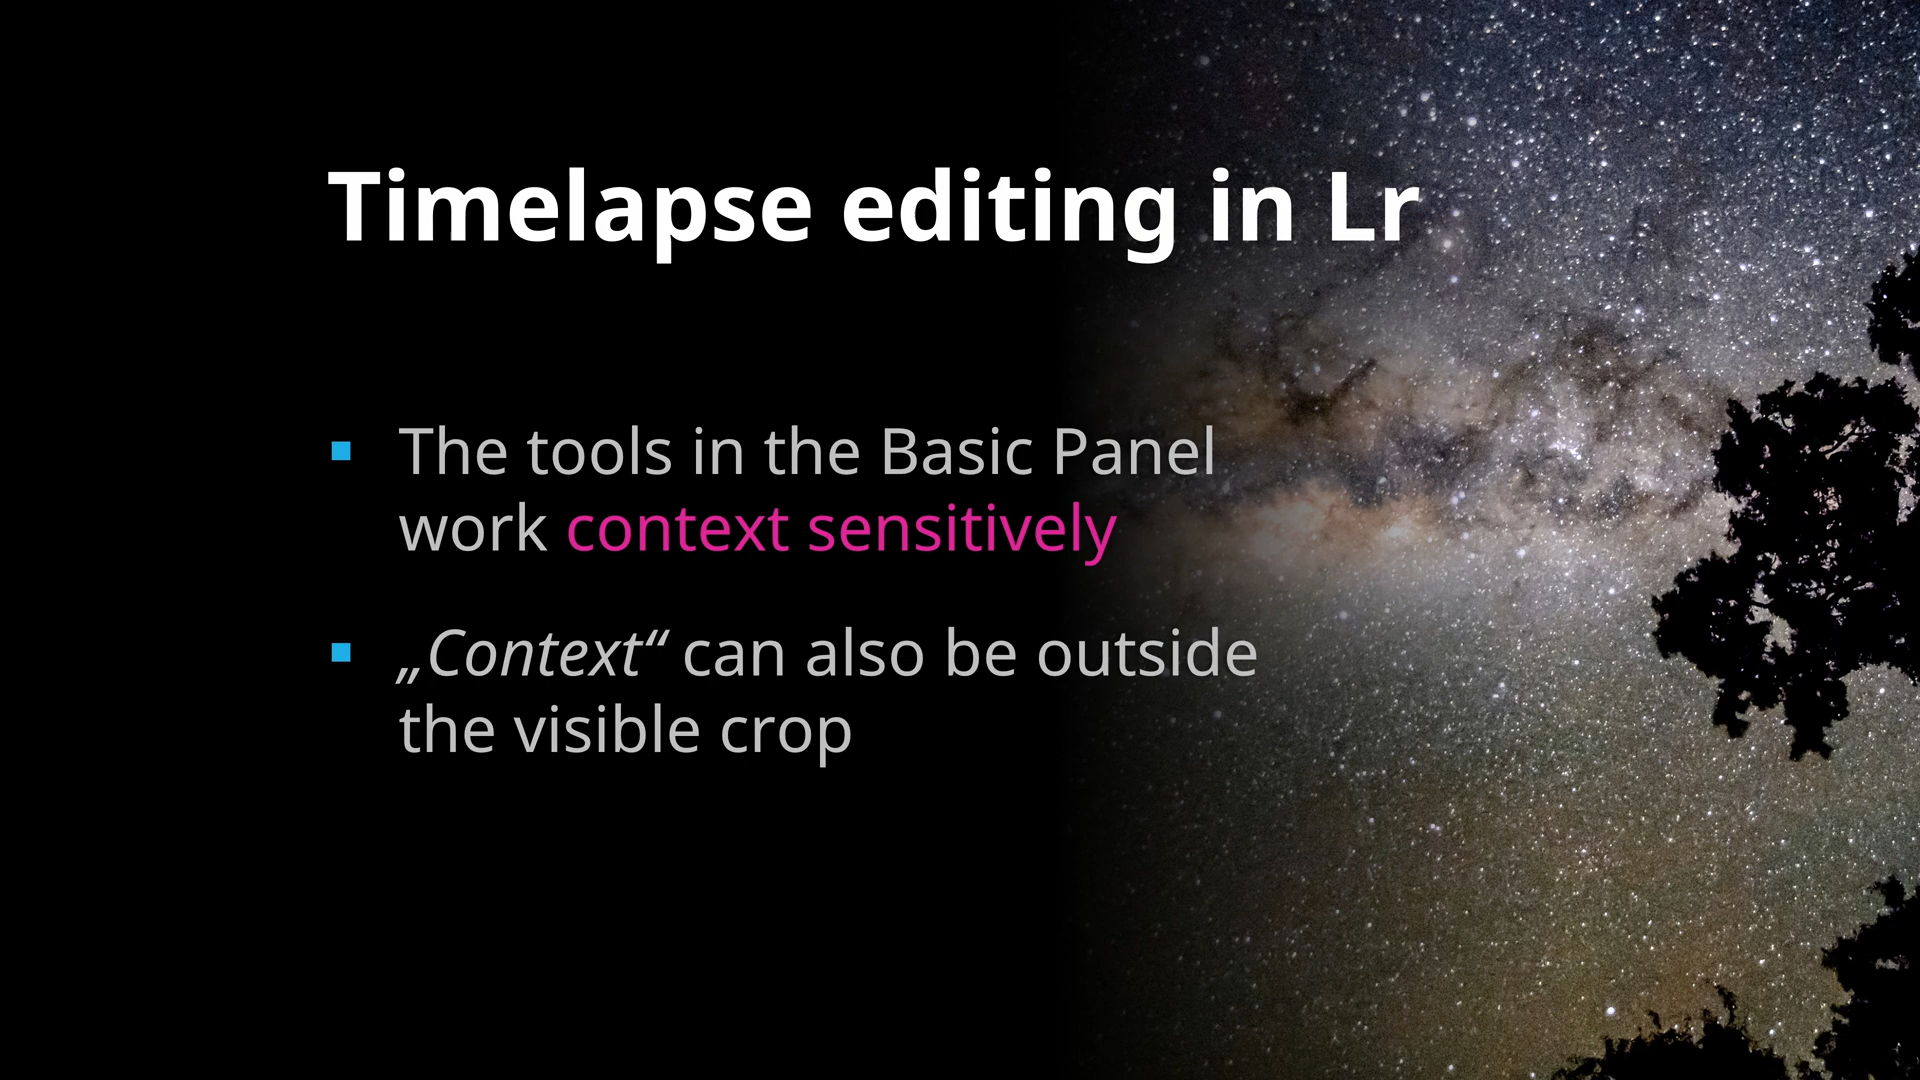 Timelapse editing in Lr
The tools in the Basic Panel
work context sensitively
„Context“ can also be outside
the visible crop